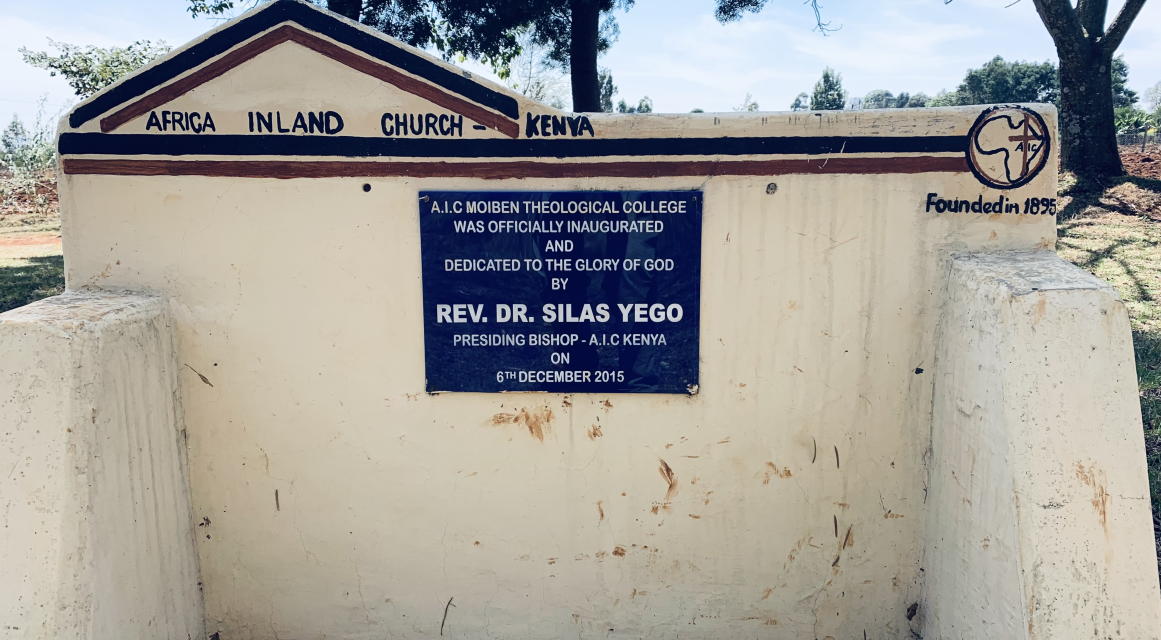 AFRICA INLAND CHURCH - KENYA
AIC
Founded in 1895
A.I.C MOIBEN THEOLOGICAL COLLEGE
WAS OFFICIALLY INAUGURATED
AND
DEDICATED TO THE GLORY OF GOD
BY
REV. DR. SILAS YEGO
PRESIDING BISHOP - A.I.C KENYA
ON
6TH DECEMBER 2015